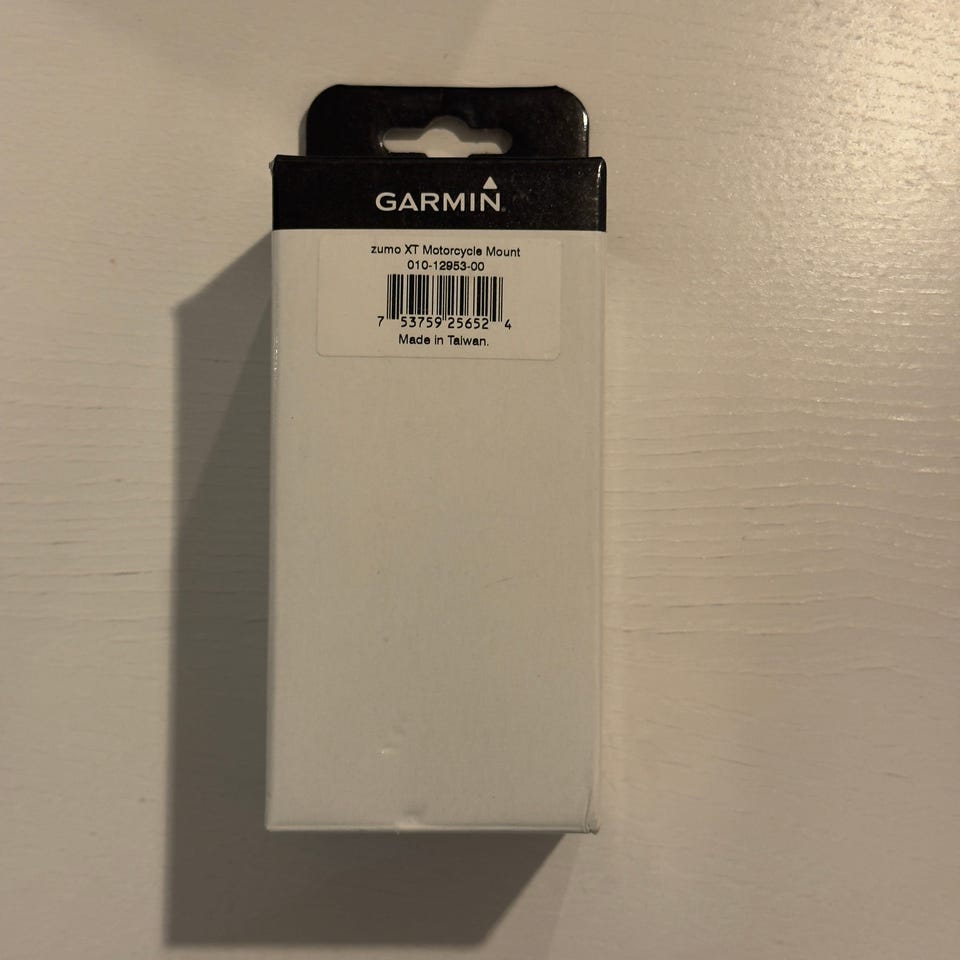 GARMIN
zumo XT Motorcycle Mount
010-12953-00
7 53759 25652 4
Made in Taiwan.